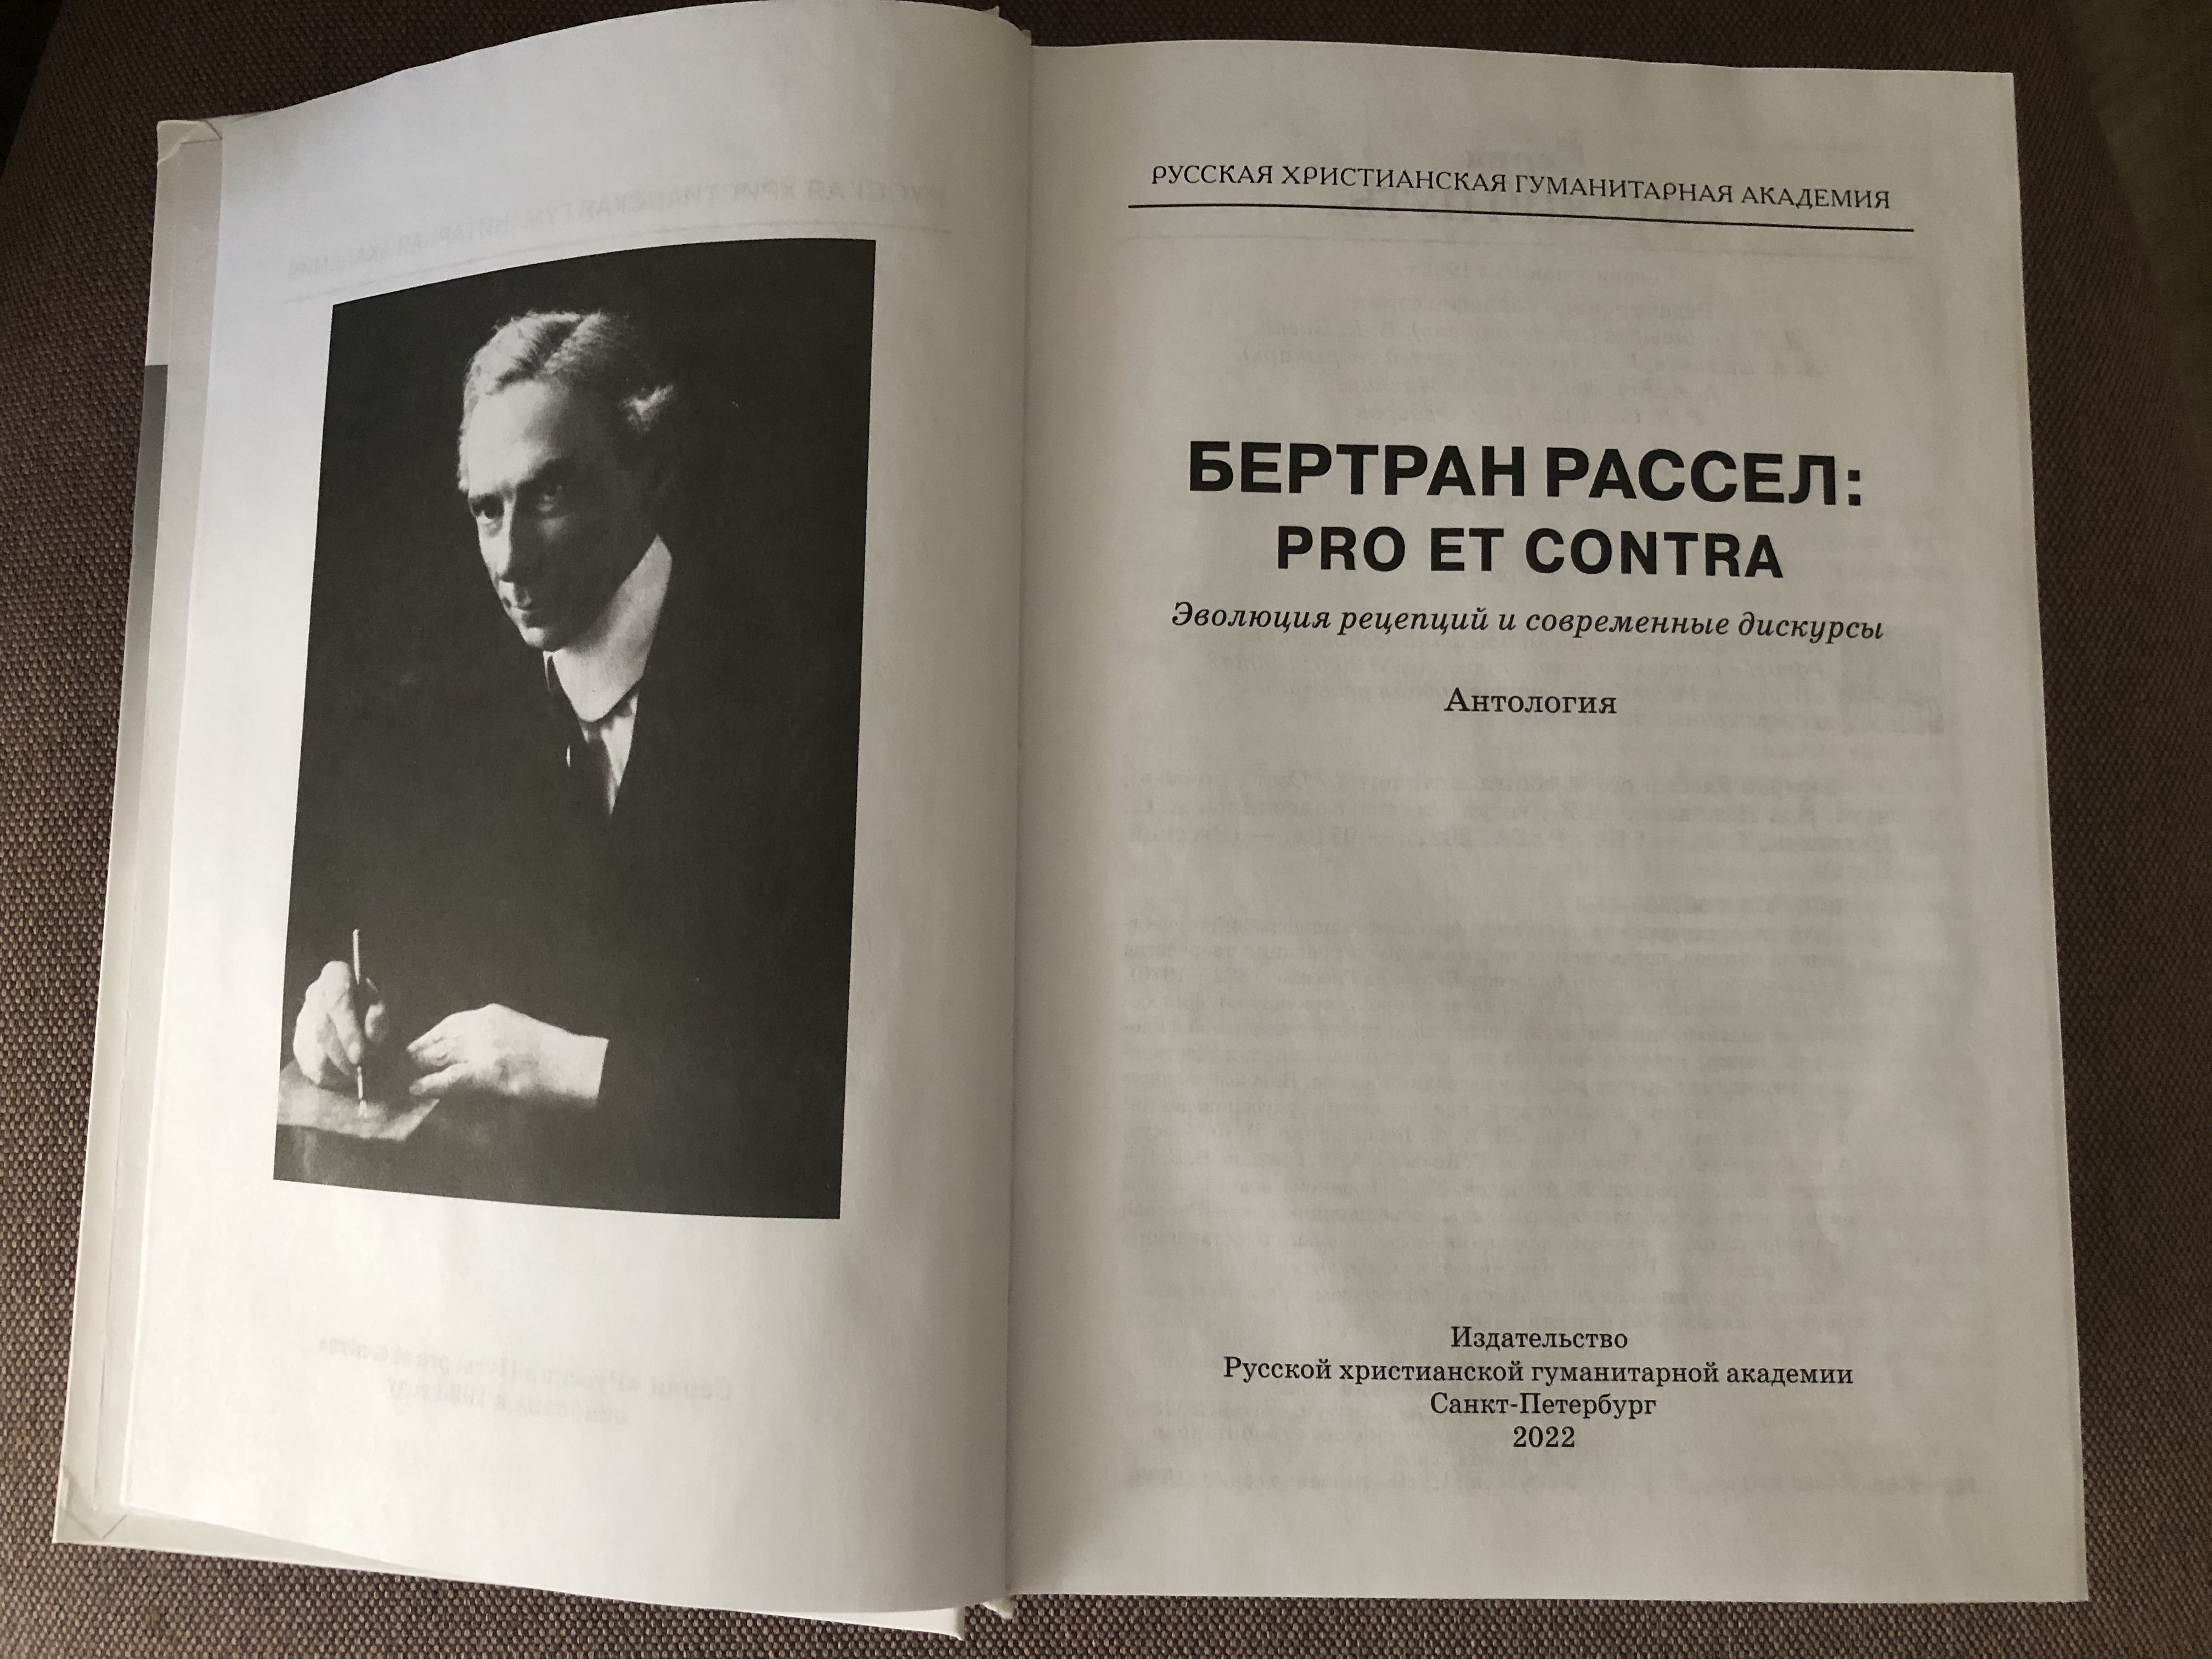 РУССКАЯ ХРИСТИАНСКАЯ ГУМАНИТАРНАЯ АКАДЕМИЯ
БЕРТРАН РАССЕЛ:
PRO ET CONTRA
Эволюция рецепций и современные дискурсы
Антология
Издательство
Русской христианской гуманитарной академии
Санкт-Петербург
2022